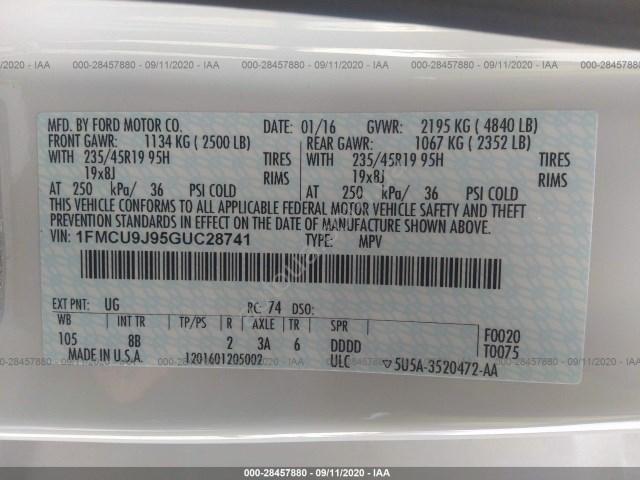 000-28457880 - 09/11/2020 - IAA 000-28457880 - 09/11/2020 - IAA 000-28457880 - 09/11/2020 - IAA
MFD. BY FORD MOTOR CO. DATE: 01/16 GVWR: 2195 KG ( 4840 LB)
FRONT GAWR: 1134 KG ( 2500 LB) REAR GAWR: 1067 KG ( 2352 LB)
WITH 235/45R19 95H TIRES WITH 235/45R19 95H TIRES
19x8J RIMS 19x8J RIMS
AT 250 kPa/ 36 PSI COLD AT 250 kPa/ 36 PSI COLD
THIS VEHICLE CONFORMS TO ALL APPLICABLE FEDERAL MOTOR VEHICLE SAFETY AND THEFT
PREVENTION STANDARDS IN EFFECT ON THE DATE OF MANUFACTURE SHOWN ABOVE.
VIN: 1FMCU9J95GUC28741 TYPE: MPV
EXT PNT: UG RC: 74 DSO:
WB INT TR TP/PS R AXLE TR SPR F0020
105 8B 2 3A 6 DDDD T0075
MADE IN U.S.A. 1201601205002 ULC ▽5U5A-3520472-AA
000-28457880 - 09/11/2020 - IAA 000-28457880 - 09/11/2020 - IAA 000-28457880 - 09/11/2020 - IAA
000-28457880 - 09/11/2020 - IAA